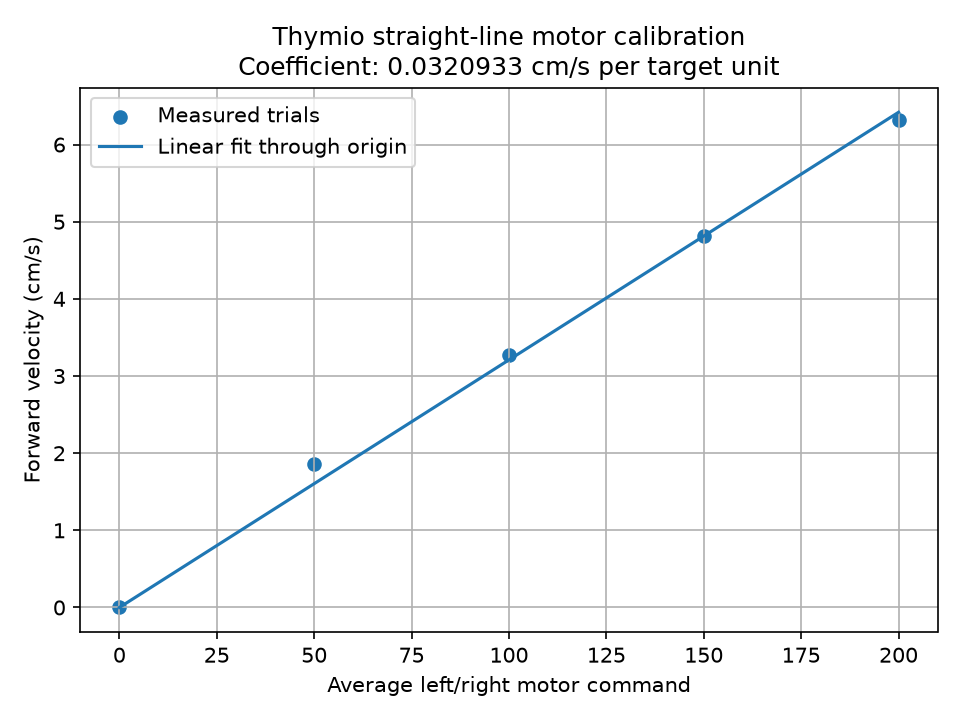 Thymio straight-line motor calibration
Coefficient: 0.0320933 cm/s per target unit
Measured trials
Linear fit through origin
Forward velocity (cm/s)
6
5
4
3
2
1
0
0 25 50 75 100 125 150 175 200
Average left/right motor command